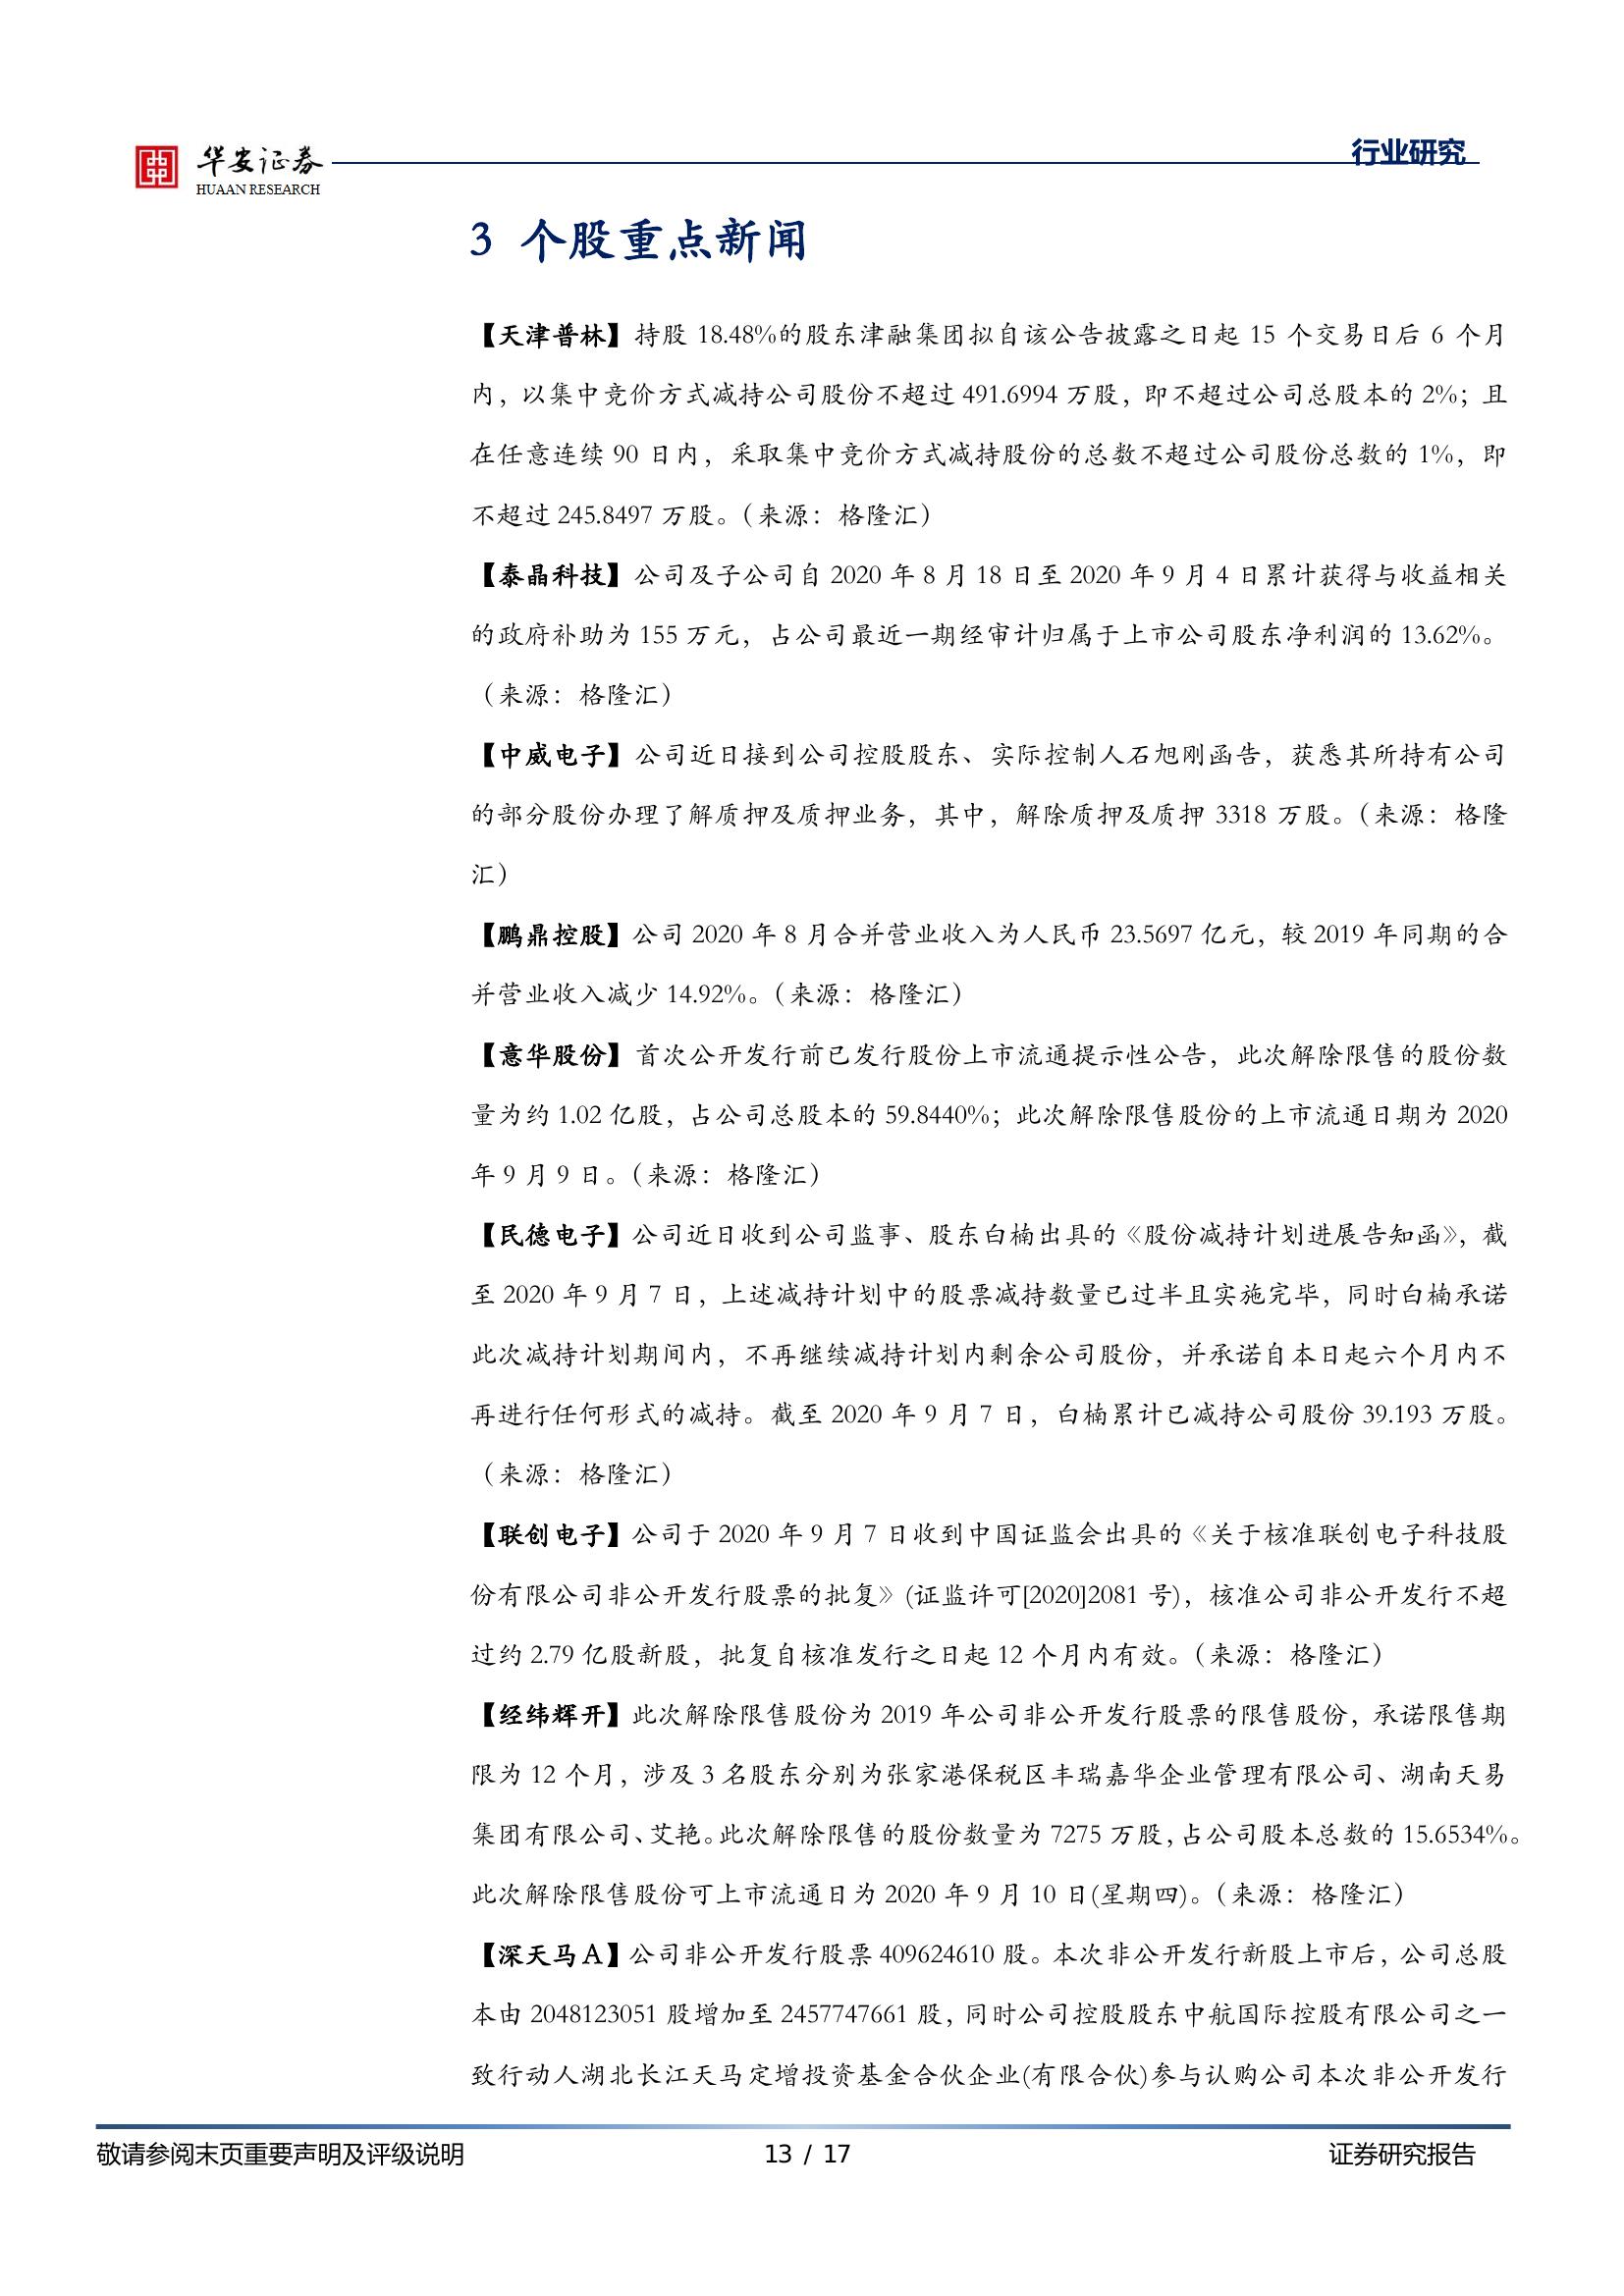 华安证券
HUAAN RESEARCH
行业研究
3 个股重点新闻
【天津普林】持股 18.48%的股东津融集团拟自该公告披露之日起 15 个交易日后 6 个月
内，以集中竞价方式减持公司股份不超过 491.6994 万股，即不超过公司总股本的 2%；且
在任意连续 90 日内，采取集中竞价方式减持股份的总数不超过公司股份总数的 1%，即
不超过 245.8497 万股。（来源：格隆汇）
【泰晶科技】公司及子公司自 2020 年 8 月 18 日至 2020 年 9 月 4 日累计获得与收益相关
的政府补助为 155 万元，占公司最近一期经审计归属于上市公司股东净利润的 13.62%。
（来源：格隆汇）
【中威电子】公司近日接到公司控股股东、实际控制人石旭刚函告，获悉其所持有公司
的部分股份办理了解质押及质押业务，其中，解除质押及质押 3318 万股。（来源：格隆
汇）
【鹏鼎控股】公司 2020 年 8 月合并营业收入为人民币 23.5697 亿元，较 2019 年同期的合
并营业收入减少 14.92%。（来源：格隆汇）
【意华股份】首次公开发行前已发行股份上市流通提示性公告，此次解除限售的股份数
量为约 1.02 亿股，占公司总股本的 59.8440%；此次解除限售股份的上市流通日期为 2020
年 9 月 9 日。（来源：格隆汇）
【民德电子】公司近日收到公司监事、股东白楠出具的《股份减持计划进展告知函》，截
至 2020 年 9 月 7 日，上述减持计划中的股票减持数量已过半且实施完毕，同时白楠承诺
此次减持计划期间内，不再继续减持计划内剩余公司股份，并承诺自本日起六个月内不
再进行任何形式的减持。截至 2020 年 9 月 7 日，白楠累计已减持公司股份 39.193 万股。
（来源：格隆汇）
【联创电子】公司于 2020 年 9 月 7 日收到中国证监会出具的《关于核准联创电子科技股
份有限公司非公开发行股票的批复》(证监许可[2020]2081 号)，核准公司非公开发行不超
过约 2.79 亿股新股，批复自核准发行之日起 12 个月内有效。（来源：格隆汇）
【经纬辉开】此次解除限售股份为 2019 年公司非公开发行股票的限售股份，承诺限售期
限为 12 个月，涉及 3 名股东分别为张家港保税区丰瑞嘉华企业管理有限公司、湖南天易
集团有限公司、艾艳。此次解除限售的股份数量为 7275 万股，占公司股本总数的 15.6534%。
此次解除限售股份可上市流通日为 2020 年 9 月 10 日(星期四)。（来源：格隆汇）
【深天马A】公司非公开发行股票 409624610 股。本次非公开发行新股上市后，公司总股
本由 2048123051 股增加至 2457747661 股，同时公司控股股东中航国际控股有限公司之一
致行动人湖北长江天马定增投资基金合伙企业(有限合伙)参与认购公司本次非公开发行
敬请参阅末页重要声明及评级说明
13 / 17
证券研究报告